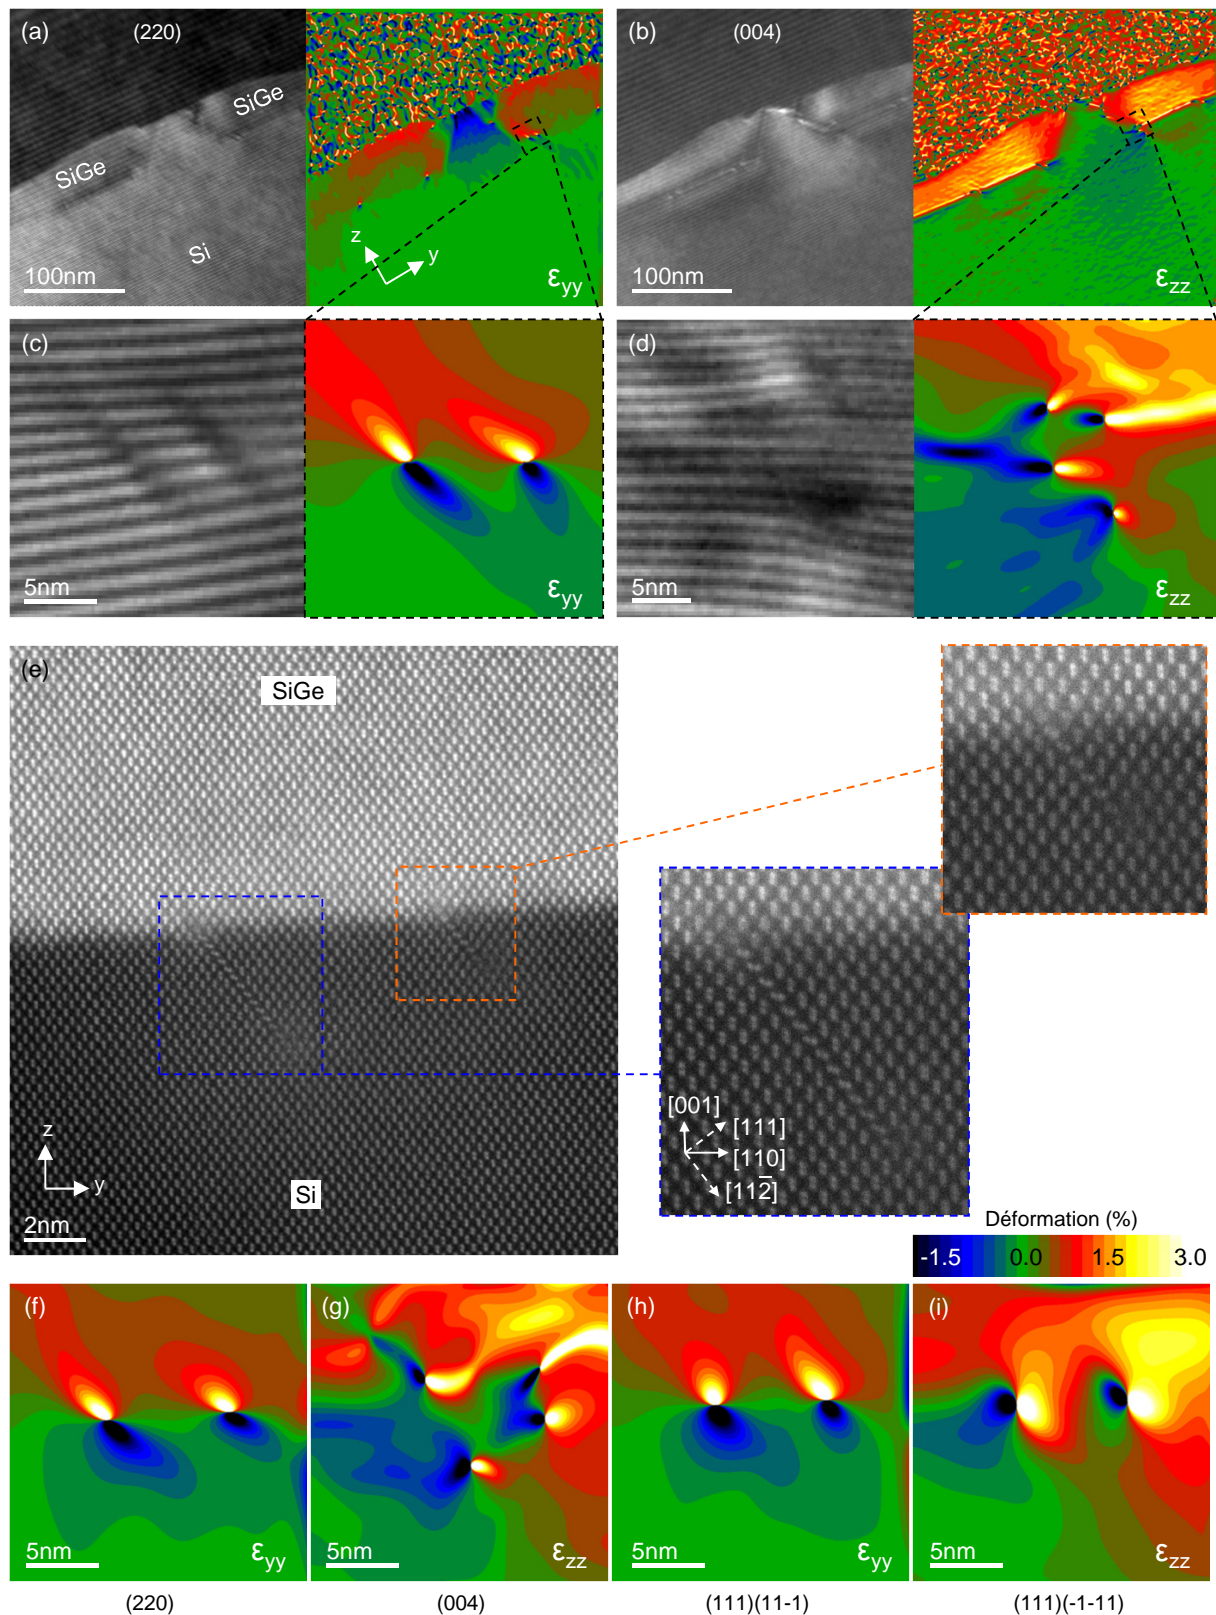 (a) (220)
SiGe
SiGe
Si
z
y
100nm
εyy
(b) (004)
100nm
εzz
(c)
5nm
εyy
(d)
5nm
εzz
(e)
SiGe
z
y
Si
2nm
[001]
[111]
[110]
[112̅]
Déformation (%)
-1.5 0.0 1.5 3.0
(f)
5nm
εyy
(g)
5nm
εzz
(h)
5nm
εyy
(i)
5nm
εzz
(220) (004) (111)(11-1) (111)(-1-11)